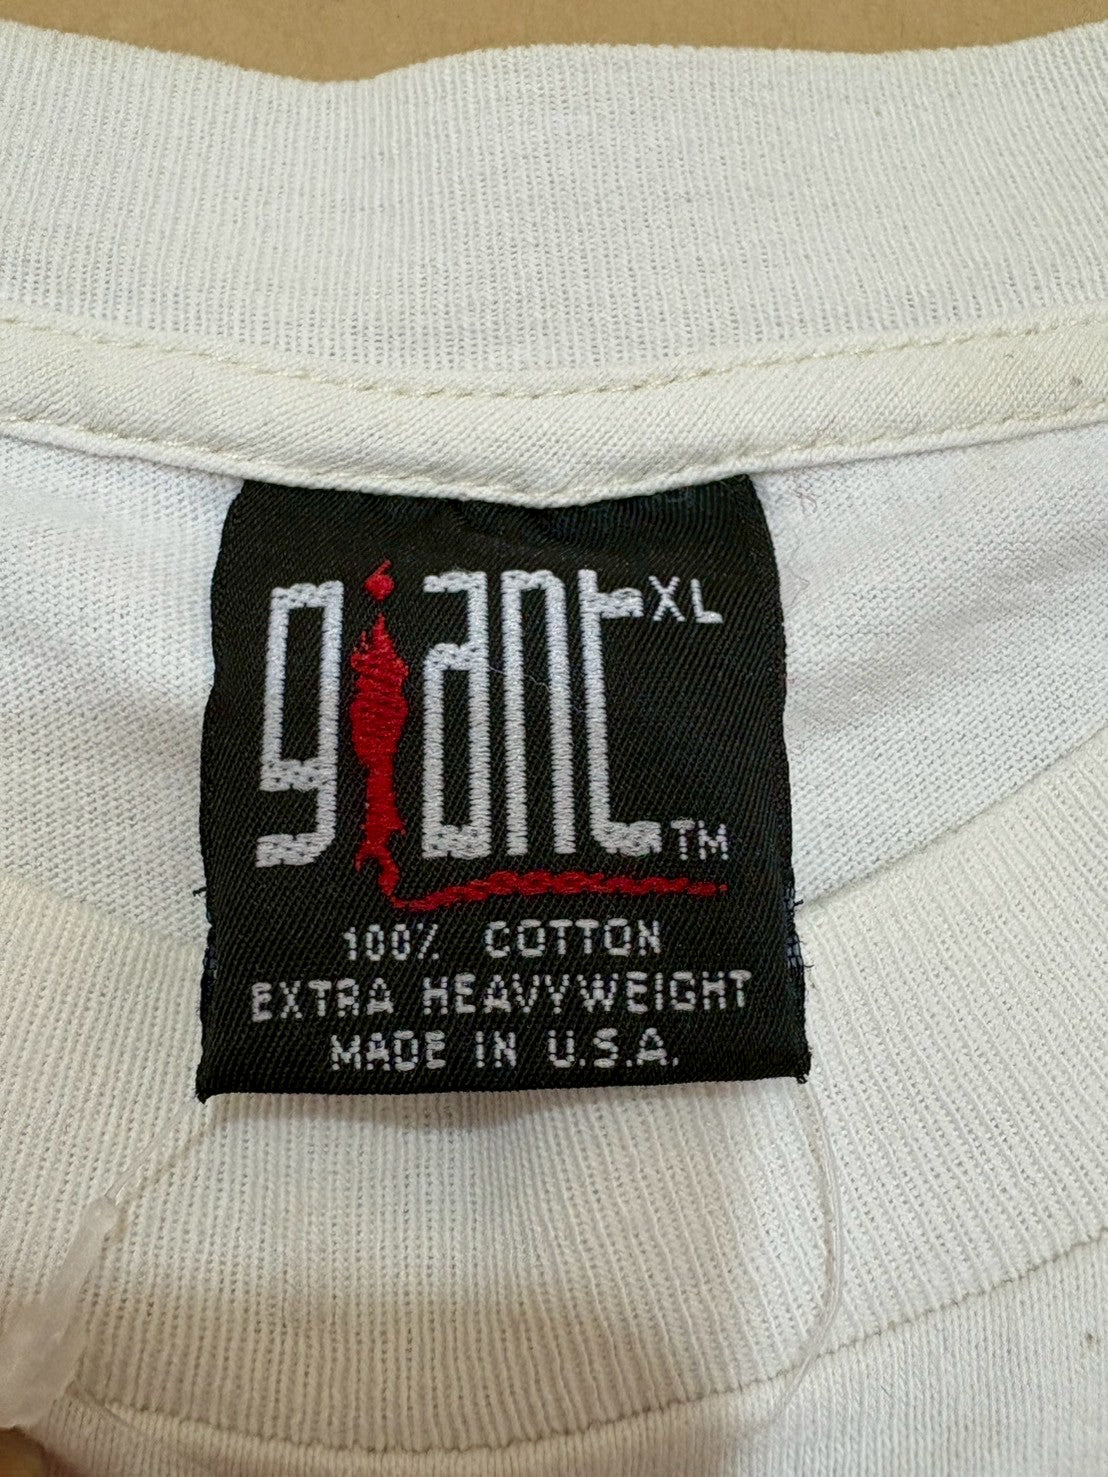 giant XL
TM
100% COTTON
EXTRA HEAVYWEIGHT
MADE IN U.S.A.